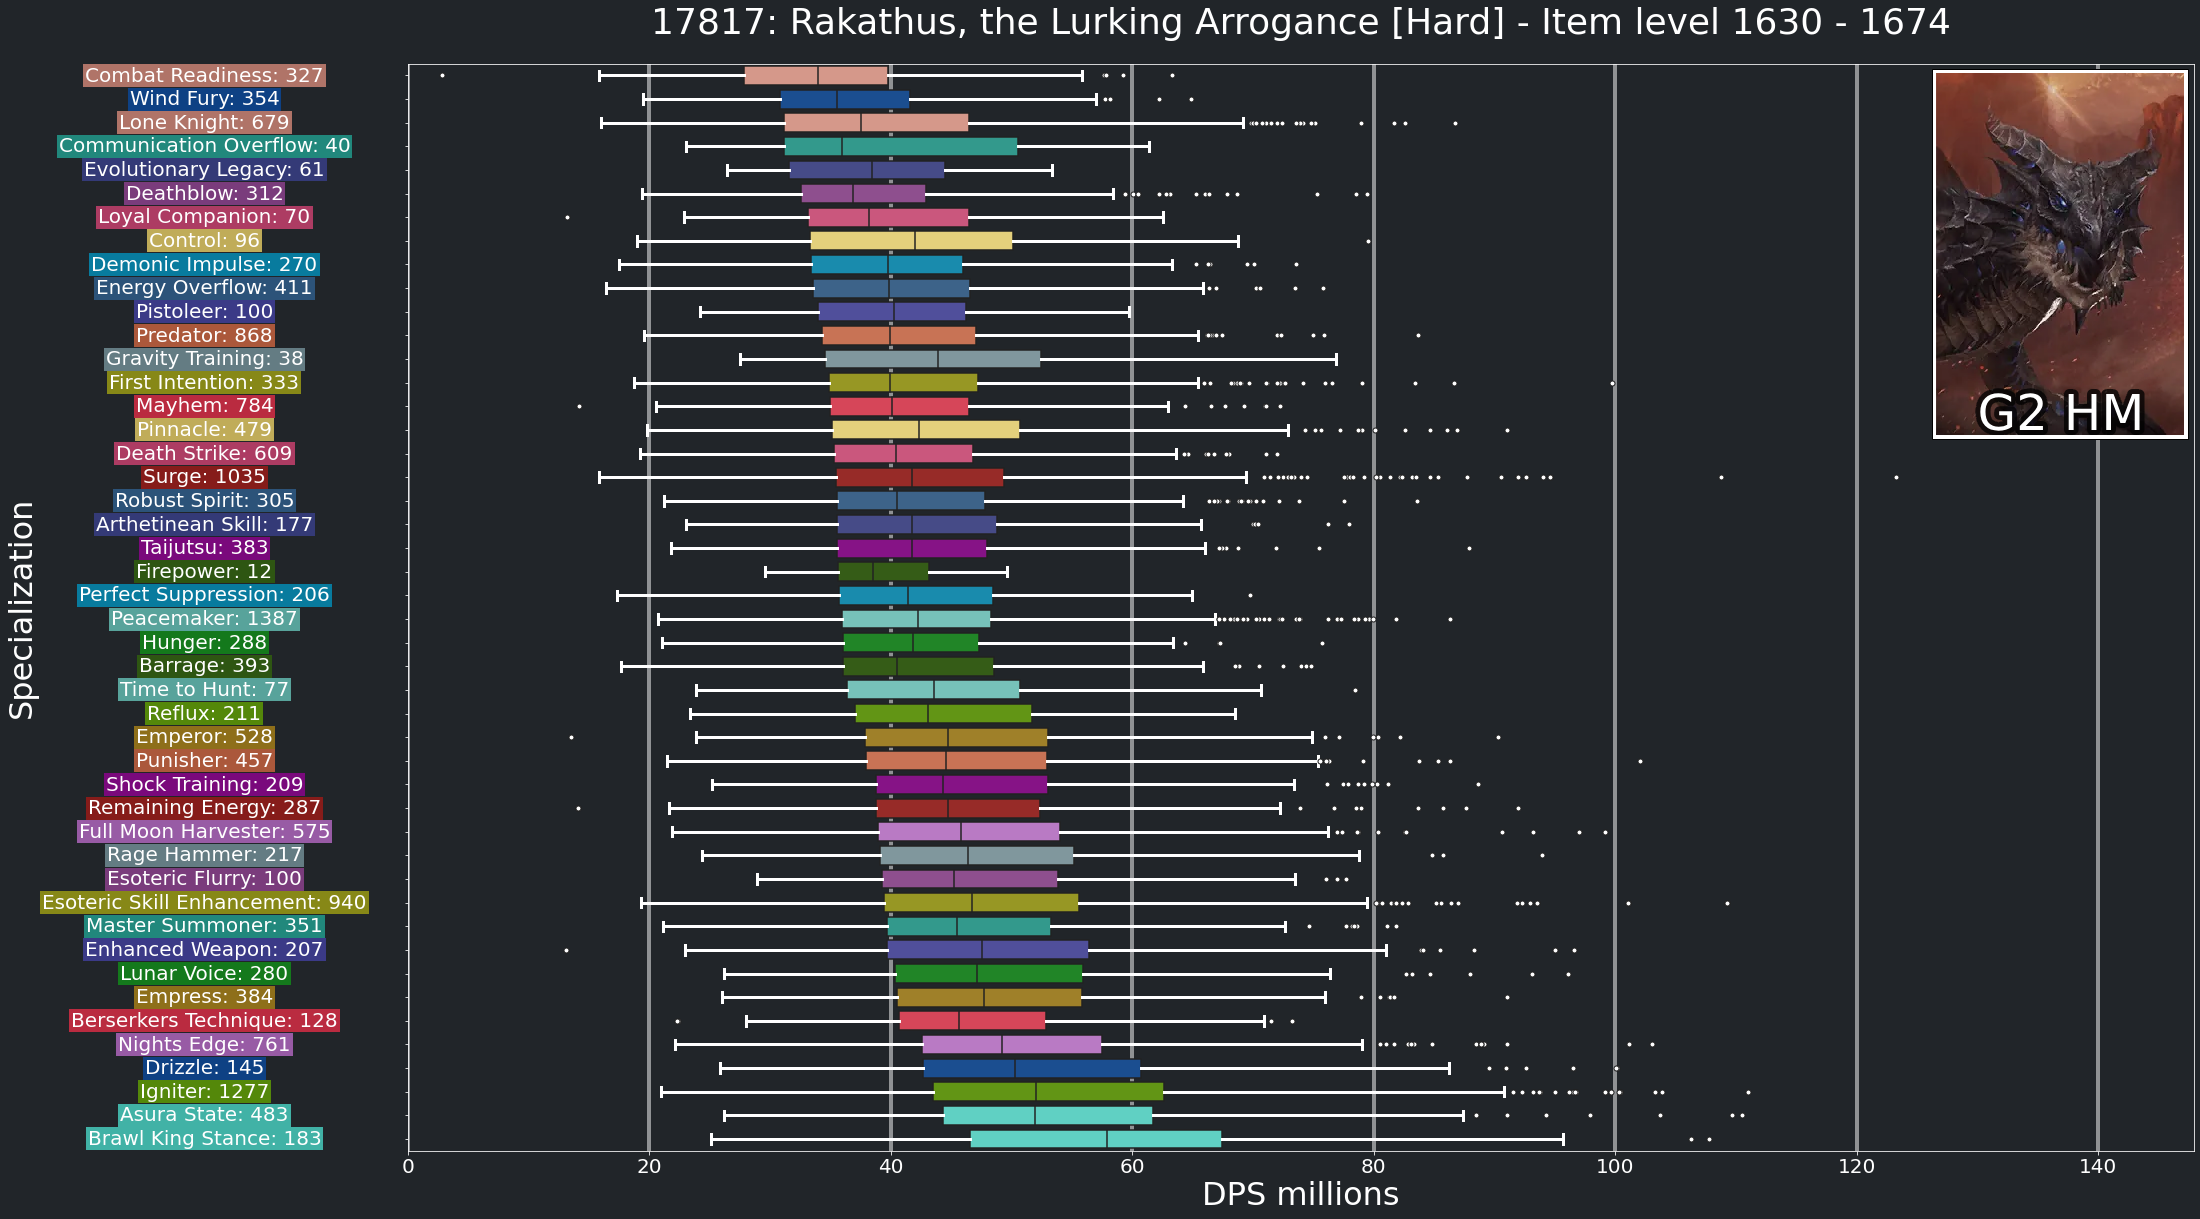 17817: Rakathus, the Lurking Arrogance [Hard] - Item level 1630 - 1674
Combat Readiness: 327
Wind Fury: 354
Lone Knight: 679
Communication Overflow: 40
Evolutionary Legacy: 61
Deathblow: 312
Loyal Companion: 70
Control: 96
Demonic Impulse: 270
Energy Overflow: 411
Pistoleer: 100
Predator: 868
Gravity Training: 38
First Intention: 333
Mayhem: 784
Pinnacle: 479
Death Strike: 609
Surge: 1035
Robust Spirit: 305
Arthetinean Skill: 177
Taijutsu: 383
Firepower: 12
Perfect Suppression: 206
Peacemaker: 1387
Hunger: 288
Barrage: 393
Time to Hunt: 77
Reflux: 211
Emperor: 528
Punisher: 457
Shock Training: 209
Remaining Energy: 287
Full Moon Harvester: 575
Rage Hammer: 217
Esoteric Flurry: 100
Esoteric Skill Enhancement: 940
Master Summoner: 351
Enhanced Weapon: 207
Lunar Voice: 280
Empress: 384
Berserkers Technique: 128
Nights Edge: 761
Drizzle: 145
Igniter: 1277
Asura State: 483
Brawl King Stance: 183
Specialization
G2 HM
0 20 40 60 80 100 120 140
DPS millions